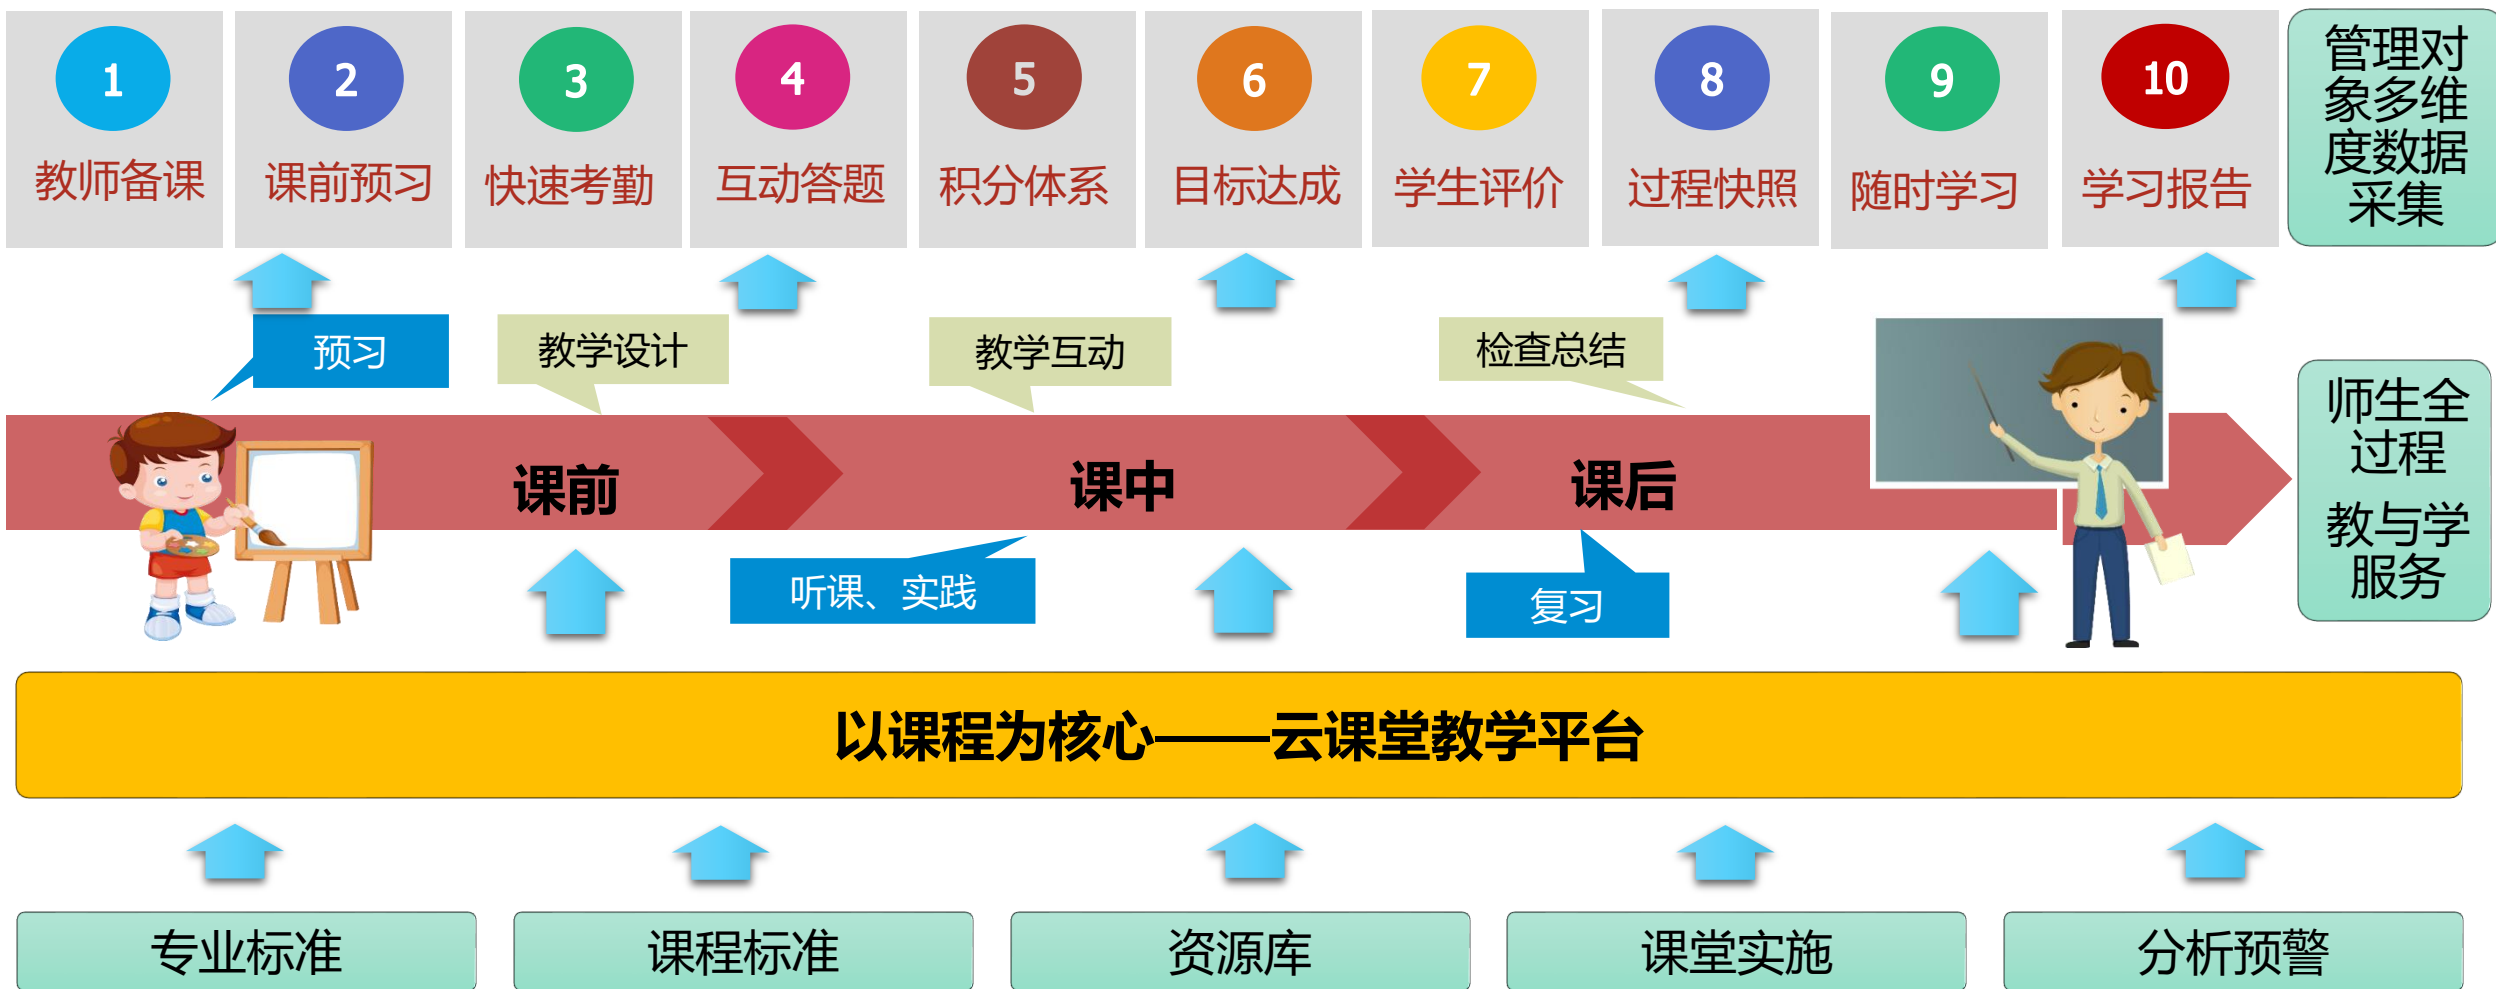 1
2
3
4
5
6
7
8
9
10
教师备课
课前预习
快速考勤
互动答题
积分体系
目标达成
学生评价
过程快照
随时学习
学习报告
管理对
象多维
度数据
采集
预习
教学设计
教学互动
检查总结
课前
课中
课后
师生全
过程
教与学
服务
听课、实践
复习
以课程为核心——云课堂教学平台
专业标准
课程标准
资源库
课堂实施
分析预警